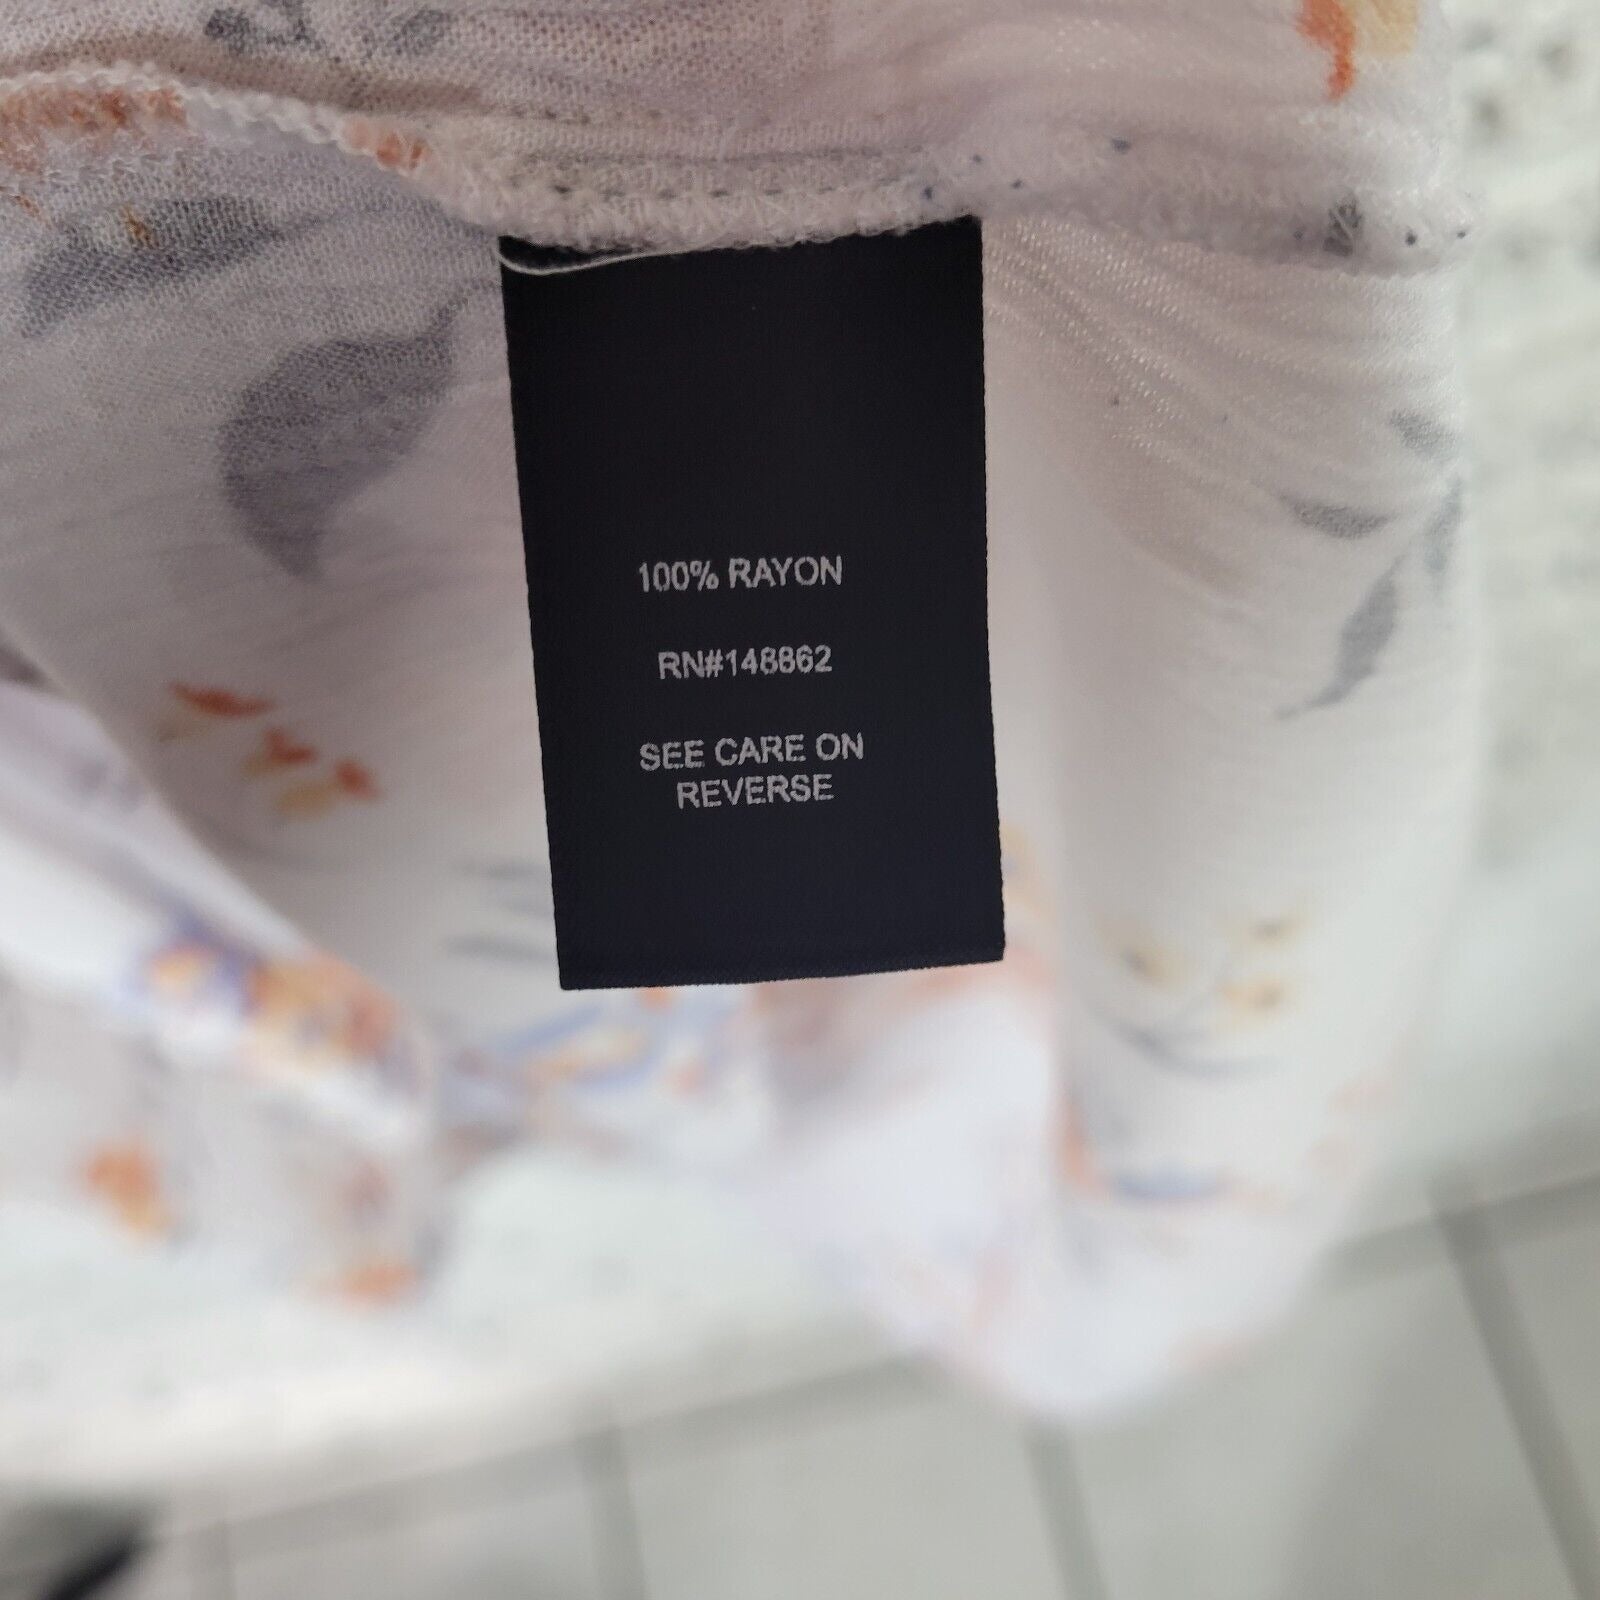 100% RAYON
RN#148862
SEE CARE ON
REVERSE